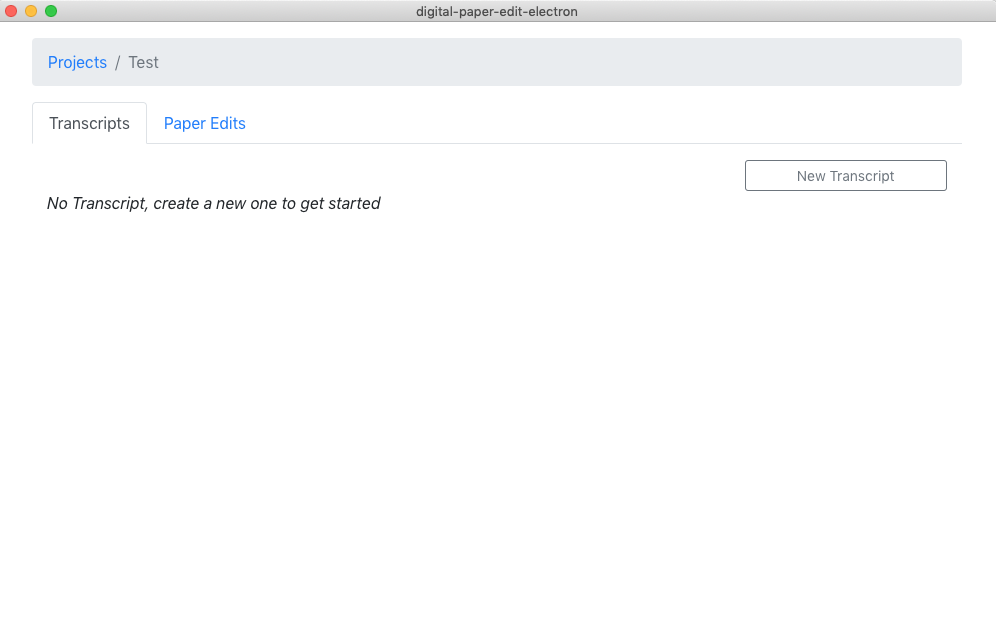 digital-paper-edit-electron
Projects / Test
Transcripts Paper Edits
New Transcript
No Transcript, create a new one to get started